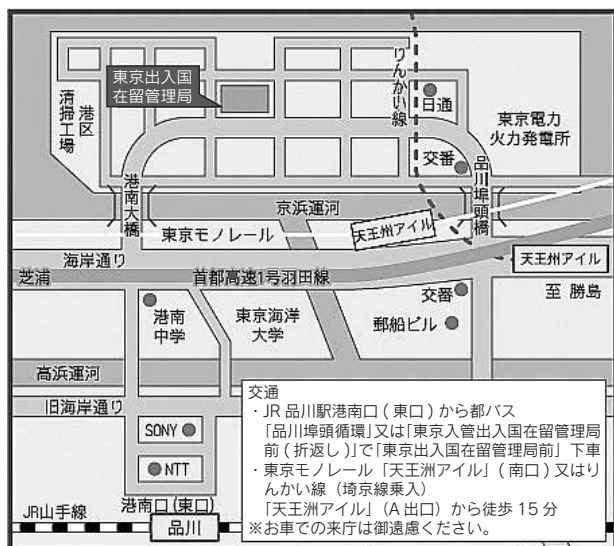 東京出入国
在留管理局
りんかい線
日通
港区
清掃工場
東京電力
火力発電所
交番
品川埠頭橋
港南大橋
京浜運河
天王州アイル
東京モノレール
海岸通り
天王州アイル
芝浦
首都高速1号羽田線
交番
至 勝島
港南
中学
東京海洋
大学
郵船ビル
高浜運河
旧海岸通り
SONY
NTT
港南口(東口)
JR山手線
品川
交通
・JR 品川駅港南口 ( 東口 ) から都バス
「品川埠頭循環」又は「東京入管出入国在留管理局
前 ( 折返し )」で「東京出入国在留管理局前」下車
・東京モノレール「天王洲アイル」( 南口 ) 又はり
んかい線（埼京線乗入）
「天王洲アイル」（A 出口）から徒歩 15 分
※お車での来庁は御遠慮ください。